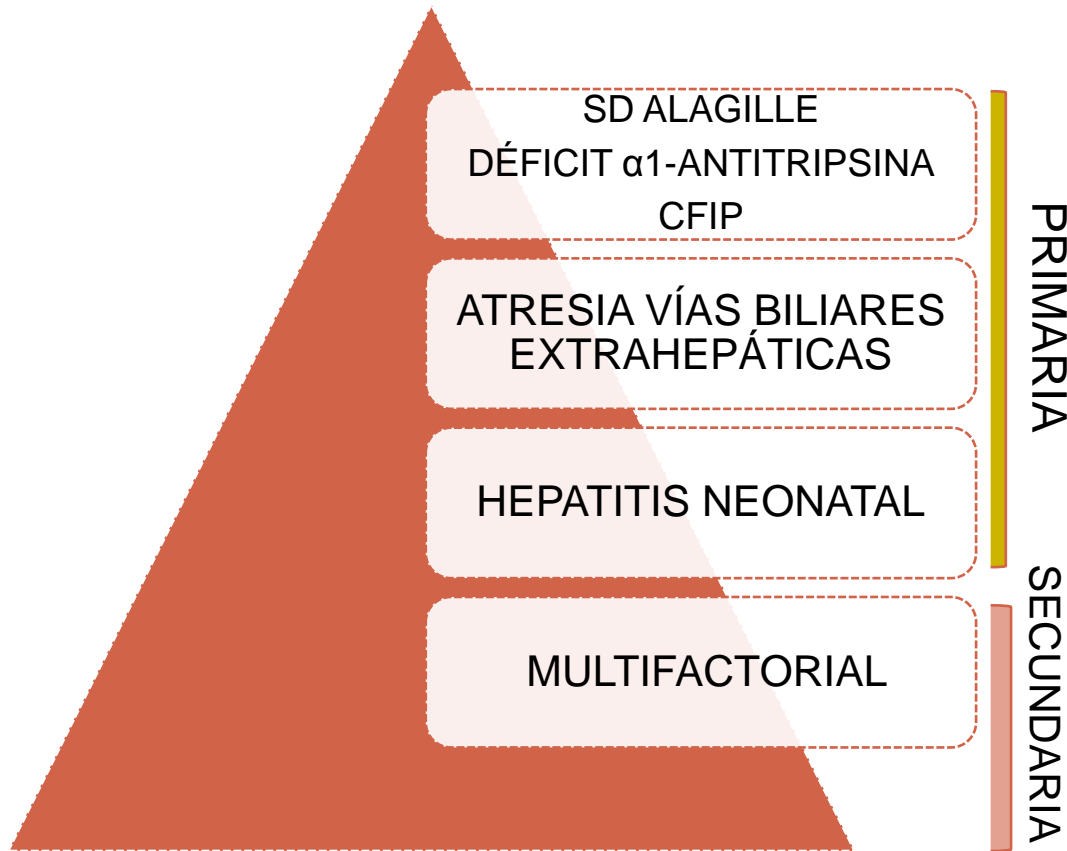 SD ALAGILLE
DÉFICIT α1-ANTITRIPSINA
CFIP
ATRESIA VÍAS BILIARES
EXTRAHEPÁTICAS
HEPATITIS NEONATAL
MULTIFACTORIAL
PRIMARIA
SECUNDARIA